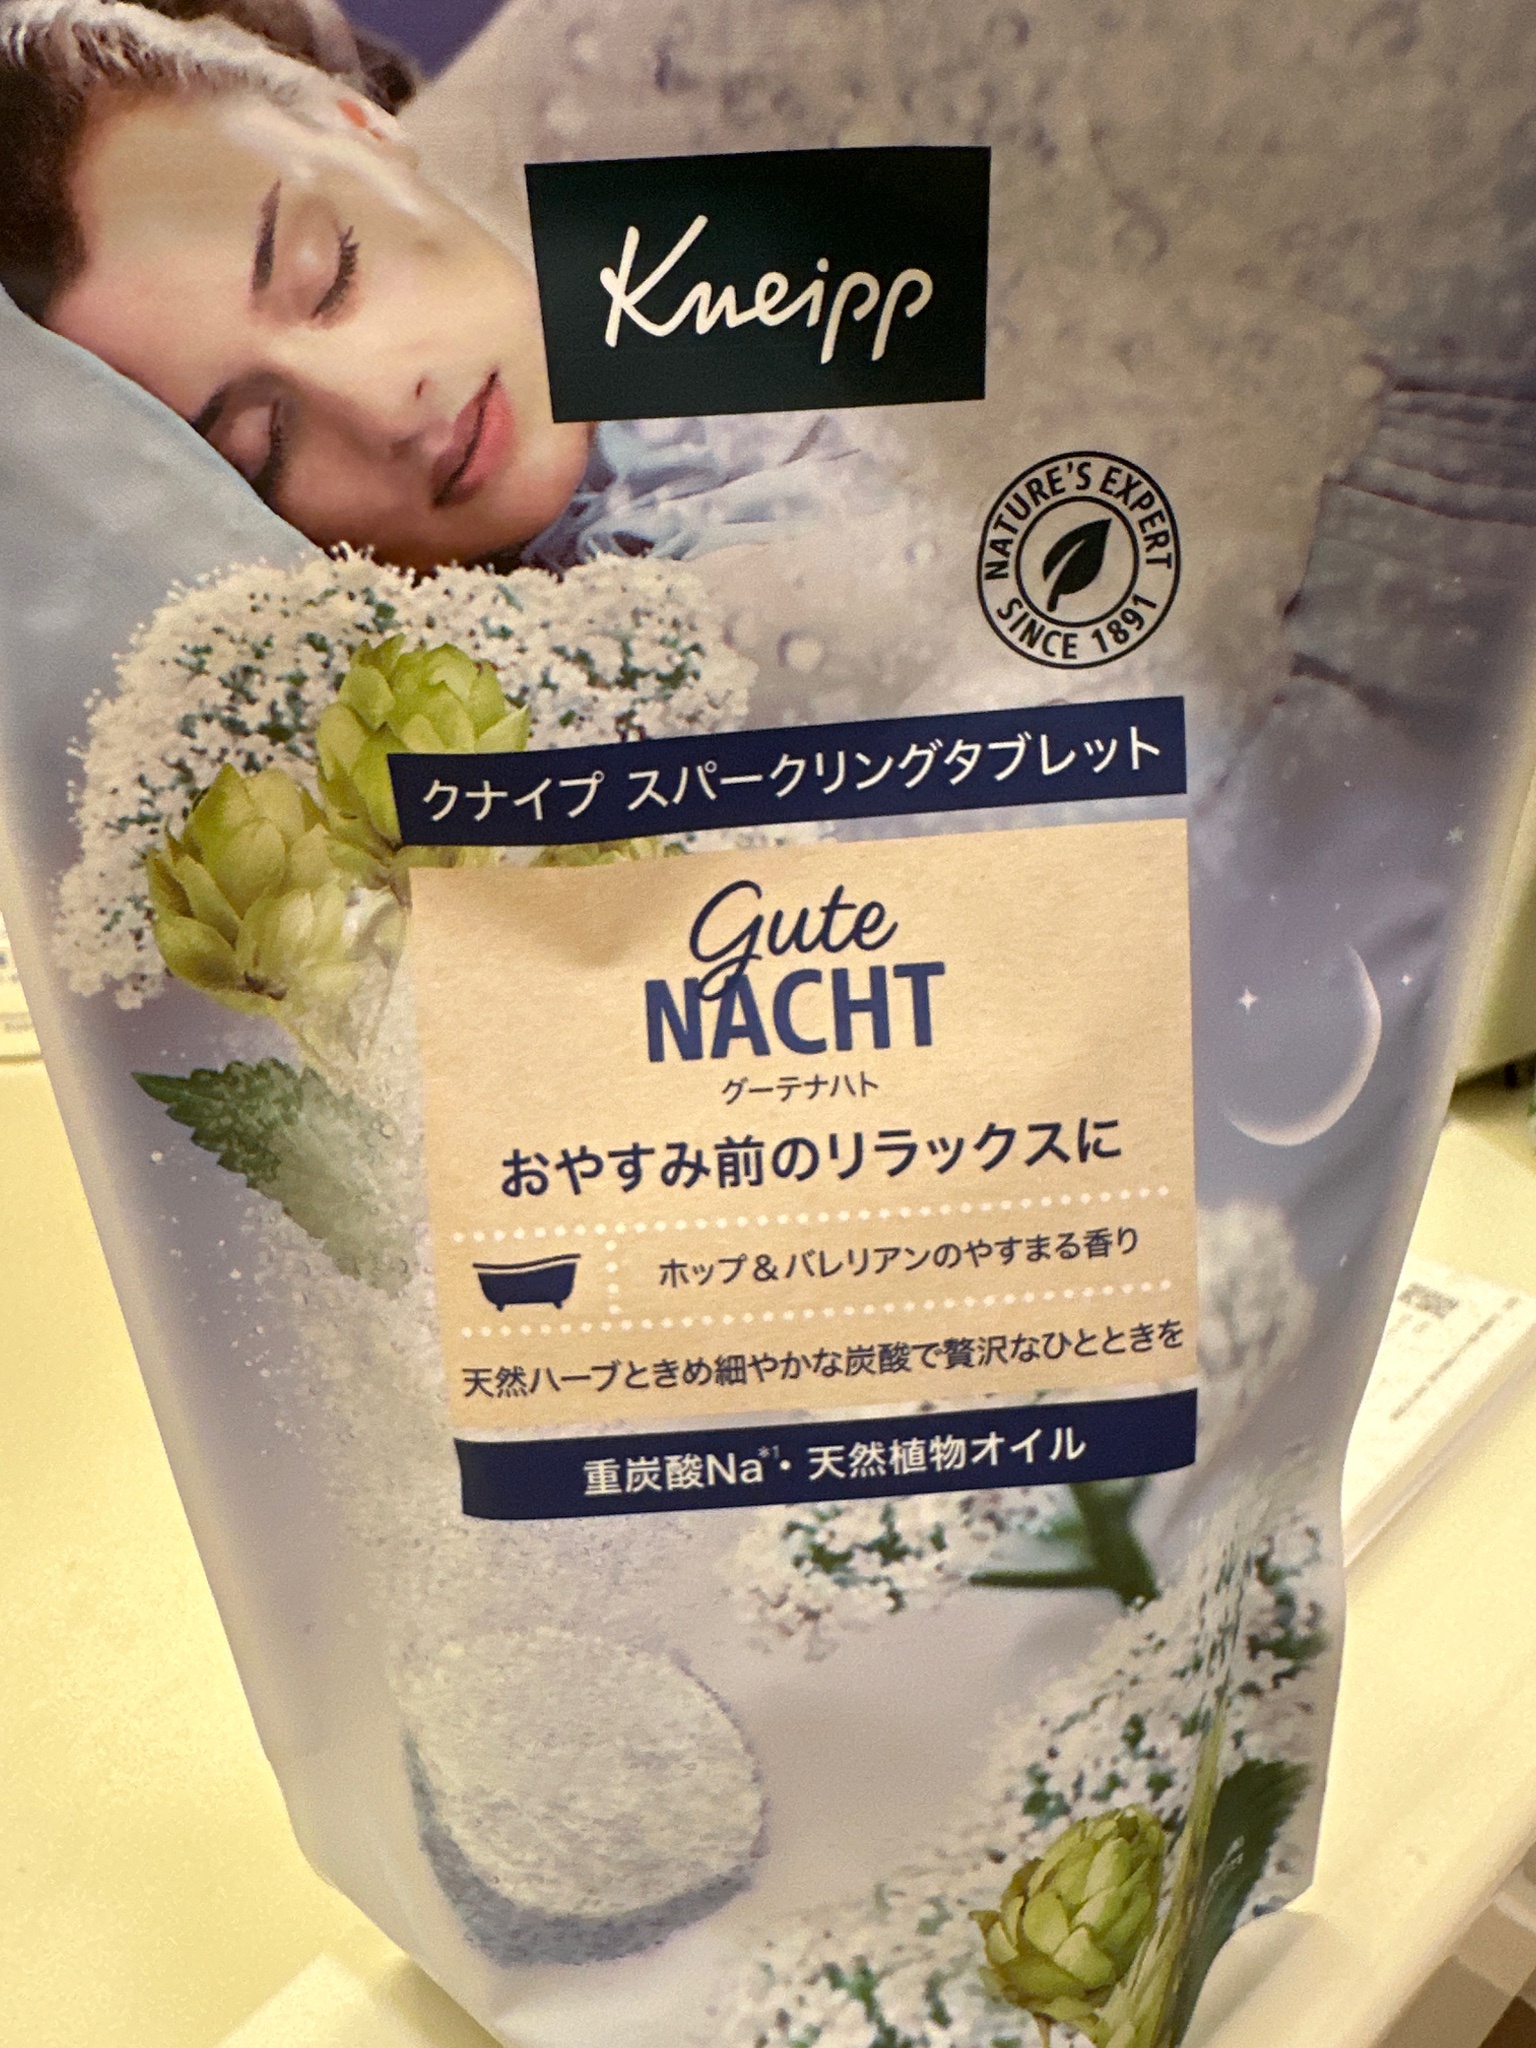 Kneipp
NATURE'S EXPERT
SINCE 1891
クナイプ スパークリングタブレット
Gute
NACHT
グーテナハト
おやすみ前のリラックスに
ホップ&バレリアンのやすまる香り
天然ハーブときめ細やかな炭酸で贅沢なひとときを
重炭酸Na*1・天然植物オイル